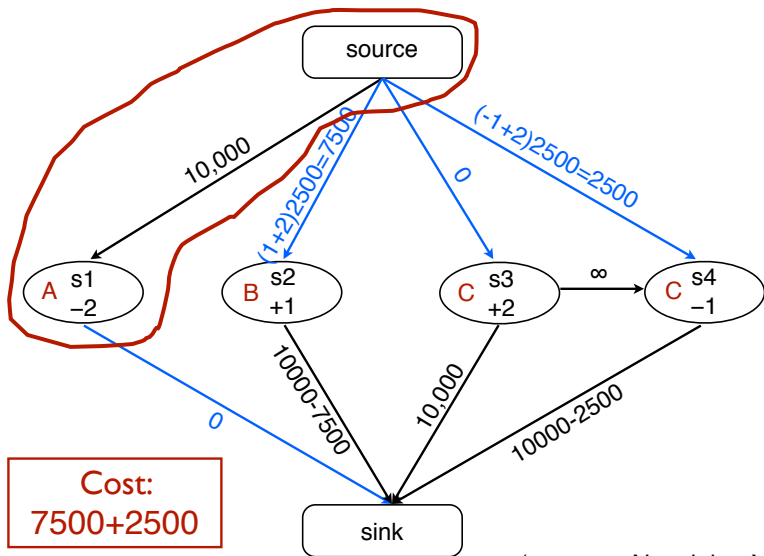 source
10,000
(1+2)2500=7500
0
(-1+2)2500=2500
A
s1
−2
B
s2
+1
C
s3
+2
∞
C
s4
−1
0
10000-7500
10,000
10000-2500
Cost:
7500+2500
sink